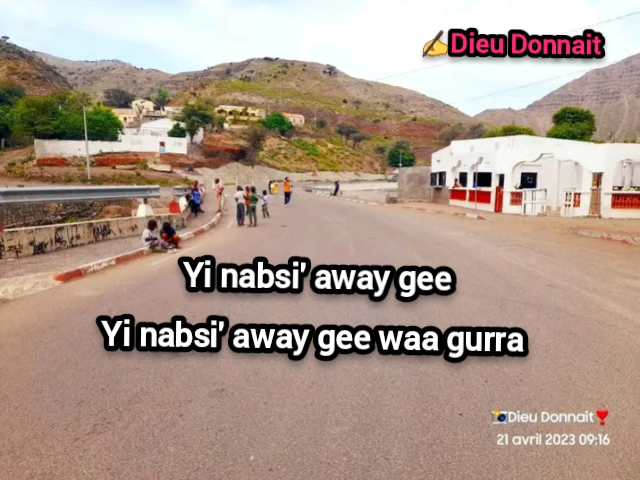 ✍️Dieu Donnait
Yi nabsi' away gee
Yi nabsi' away gee waa gurra
📷Dieu Donnait❣️
21 avril 2023 09:16